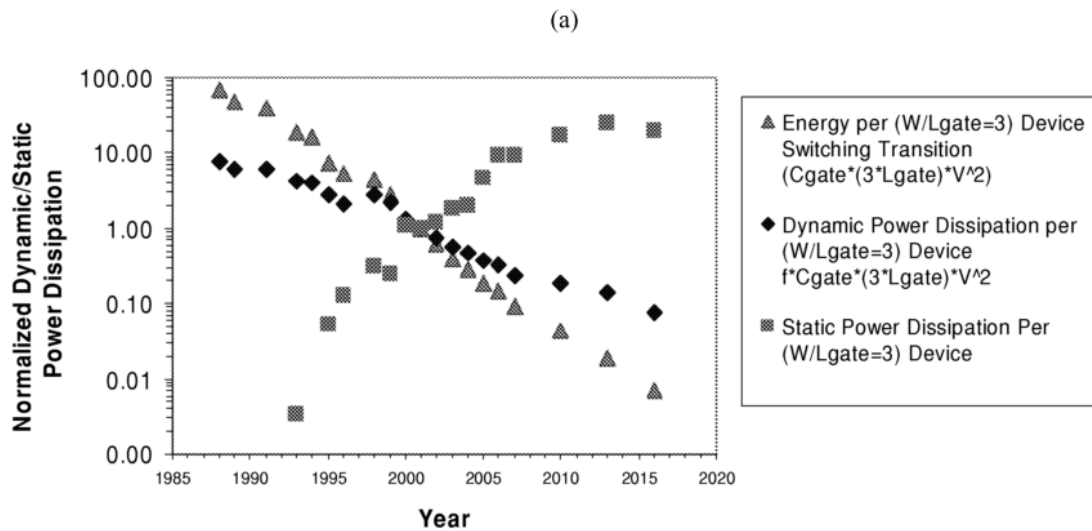 (a)
Normalized Dynamic/Static
Power Dissipation
100.00
10.00
1.00
0.10
0.01
0.00
1985 1990 1995 2000 2005 2010 2015 2020
Year
Energy per (W/Lgate=3) Device
Switching Transition
(Cgate*(3*Lgate)*V^2)
Dynamic Power Dissipation per
(W/Lgate=3) Device
f*Cgate*(3*Lgate)*V^2
Static Power Dissipation Per
(W/Lgate=3) Device